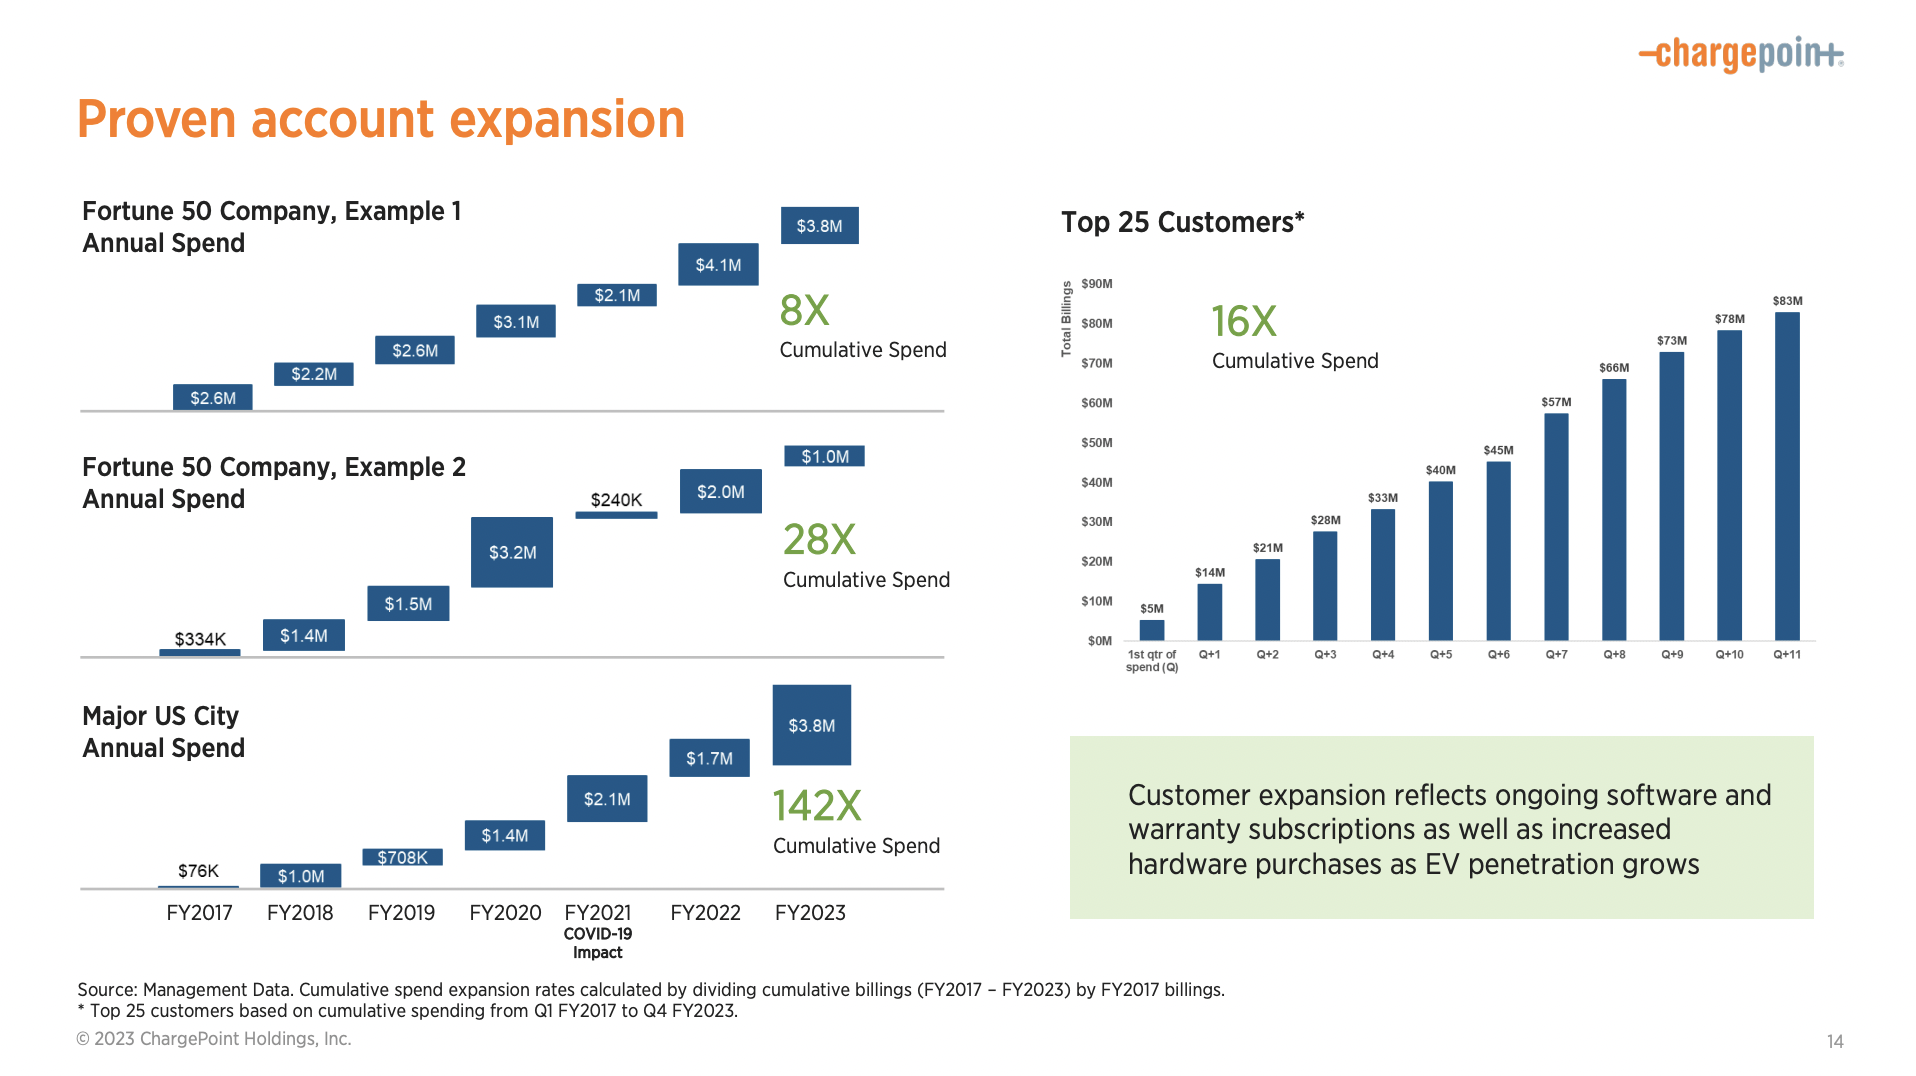 chargepoint®
Proven account expansion
Fortune 50 Company, Example 1
Annual Spend
$2.6M
$2.2M
$2.6M
$3.1M
$2.1M
$4.1M
$3.8M
8X
Cumulative Spend
Fortune 50 Company, Example 2
Annual Spend
$334K
$1.4M
$1.5M
$3.2M
$240K
$2.0M
$1.0M
28X
Cumulative Spend
Major US City
Annual Spend
$76K
$1.0M
$708K
$1.4M
$2.1M
$1.7M
$3.8M
142X
Cumulative Spend
FY2017 FY2018 FY2019 FY2020 FY2021 FY2022 FY2023
COVID-19
Impact
Top 25 Customers*
Total Billings
$90M
$80M
$70M
$60M
$50M
$40M
$30M
$20M
$10M
$0M
16X
Cumulative Spend
$5M
$14M
$21M
$28M
$33M
$40M
$45M
$57M
$66M
$73M
$78M
$83M
1st qtr of Q+1 Q+2 Q+3 Q+4 Q+5 Q+6 Q+7 Q+8 Q+9 Q+10 Q+11
spend (Q)
Customer expansion reflects ongoing software and
warranty subscriptions as well as increased
hardware purchases as EV penetration grows
Source: Management Data. Cumulative spend expansion rates calculated by dividing cumulative billings (FY2017 – FY2023) by FY2017 billings.
* Top 25 customers based on cumulative spending from Q1 FY2017 to Q4 FY2023.
© 2023 ChargePoint Holdings, Inc.
14